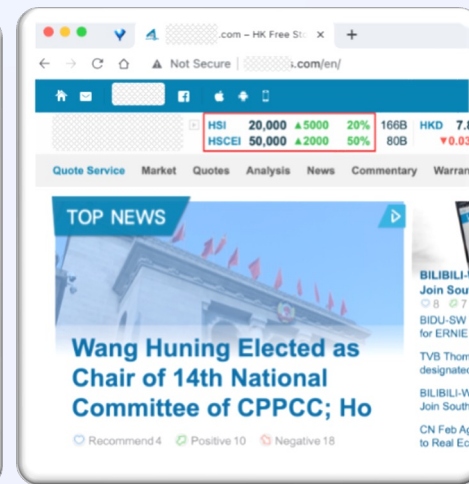 .com – HK Free St
Not Secure | .com/en/
HSI 20,000 ▲5000 20% 166B HKD 7.8
HSCEI 50,000 ▲2000 50% 80B ▼0.03
Quote Service Market Quotes Analysis News Commentary Warran
TOP NEWS
Wang Huning Elected as
Chair of 14th National
Committee of CPPCC; Ho
Recommend 4 Positive 10 Negative 18
BILIBILI-W
Join Sou
8 7
BIDU-SW
for ERNIE
TVB Thom
designated
BILIBILI-W
Join South
CN Feb Ag
to Real Ec